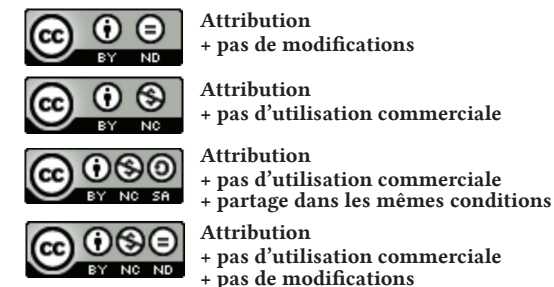 cc BY ND
Attribution
+ pas de modifications
cc BY NC
Attribution
+ pas d’utilisation commerciale
cc BY NC SA
Attribution
+ pas d’utilisation commerciale
+ partage dans les mêmes conditions
cc BY NC ND
Attribution
+ pas d’utilisation commerciale
+ pas de modifications